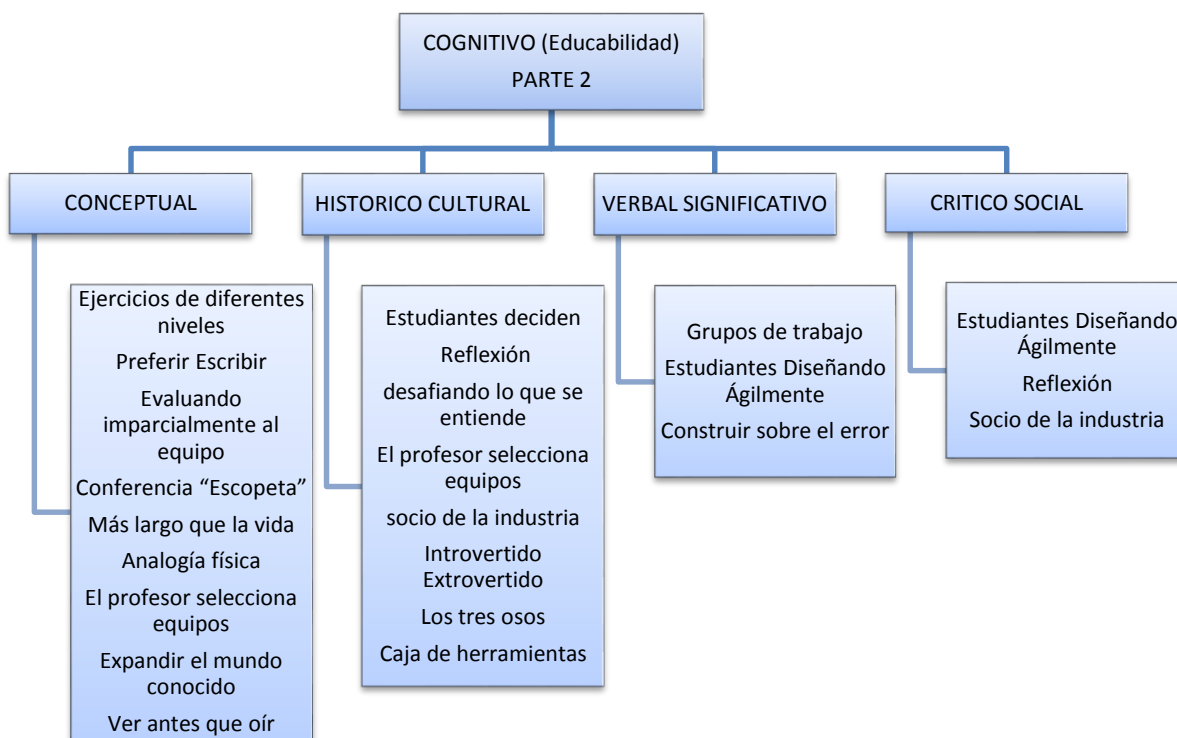 COGNITIVO (Educabilidad)
PARTE 2
CONCEPTUAL
HISTORICO CULTURAL
VERBAL SIGNIFICATIVO
CRITICO SOCIAL
Ejercicios de diferentes
niveles
Preferir Escribir
Evaluando
imparcialmente al
equipo
Conferencia “Escopeta”
Más largo que la vida
Analogía física
El profesor selecciona
equipos
Expandir el mundo
conocido
Ver antes que oír
Estudiantes deciden
Reflexión
desafiando lo que se
entiende
El profesor selecciona
equipos
socio de la industria
Introvertido
Extrovertido
Los tres osos
Caja de herramientas
Grupos de trabajo
Estudiantes Diseñando
Ágilmente
Construir sobre el error
Estudiantes Diseñando
Ágilmente
Reflexión
Socio de la industria